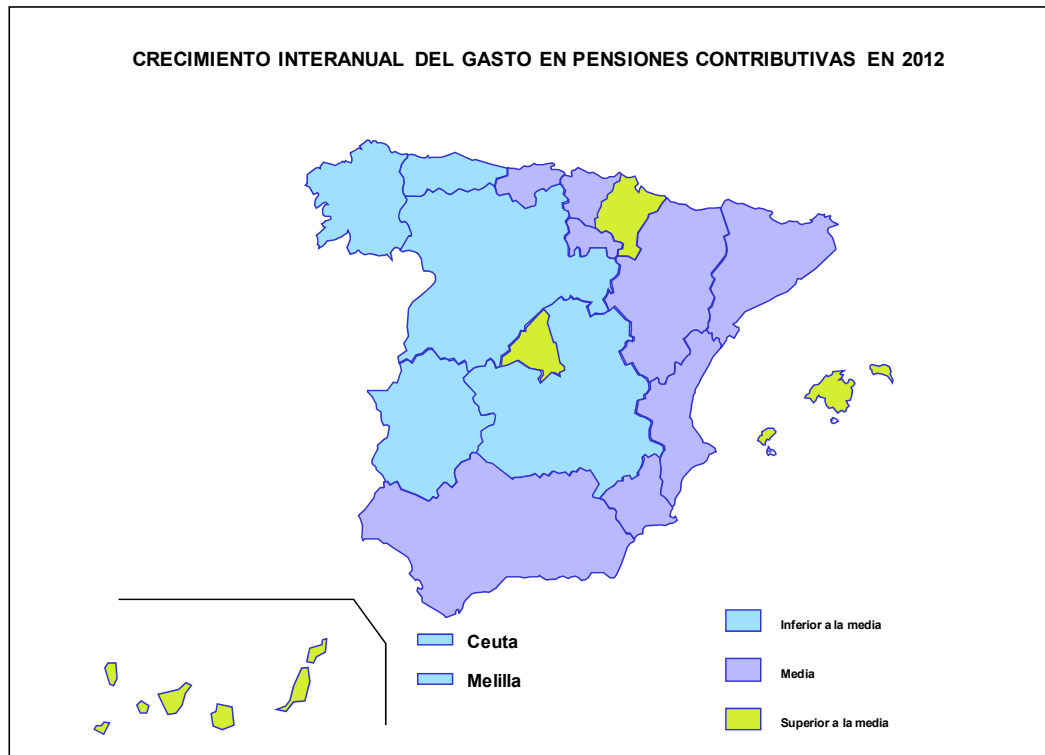 CRECIMIENTO INTERANUAL DEL GASTO EN PENSIONES CONTRIBUTIVAS EN 2012
Ceuta
Melilla
Inferior a la media
Media
Superior a la media